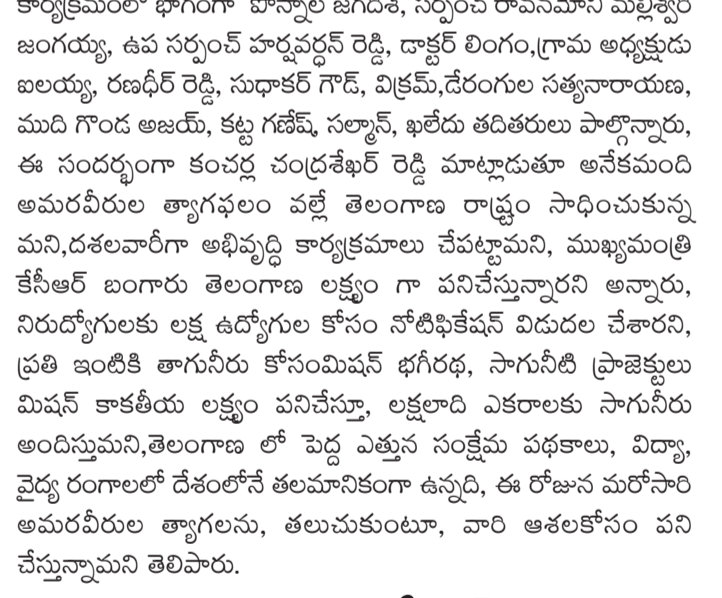 కార్యక్రమంలో భాగంగా పొన్నాల జగదీశ్, సర్పంచ్ రావనమోని మల్లీశ్వరి
జంగయ్య, ఉప సర్పంచ్ హర్షవర్ధన్ రెడ్డి, డాక్టర్ లింగం,గ్రామ అధ్యక్షుడు
ఐలయ్య, రణధీర్ రెడ్డి, సుధాకర్ గౌడ్, విక్రమ్,డేరంగుల సత్యనారాయణ,
ముది గొండ అజయ్, కట్ట గణేష్, సల్మాన్, ఖలేదు తదితరులు పాల్గొన్నారు,
ఈ సందర్భంగా కంచర్ల చంద్రశేఖర్ రెడ్డి మాట్లాడుతూ అనేకమంది
అమరవీరుల త్యాగఫలం వల్లే తెలంగాణ రాష్ట్రం సాధించుకున్న
మని,దశలవారీగా అభివృద్ధి కార్యక్రమాలు చేపట్టామని, ముఖ్యమంత్రి
కేసీఆర్ బంగారు తెలంగాణ లక్ష్యం గా పనిచేస్తున్నారని అన్నారు,
నిరుద్యోగులకు లక్ష ఉద్యోగుల కోసం నోటిఫికేషన్ విడుదల చేశారని,
ప్రతి ఇంటికి తాగునీరు కోసంమిషన్ భగీరథ, సాగునీటి ప్రాజెక్టులు
మిషన్ కాకతీయ లక్ష్యం పనిచేస్తూ, లక్షలాది ఎకరాలకు సాగునీరు
అందిస్తుమని,తెలంగాణ లో పెద్ద ఎత్తున సంక్షేమ పథకాలు, విద్యా,
వైద్య రంగాలలో దేశంలోనే తలమానికంగా ఉన్నది, ఈ రోజున మరోసారి
అమరవీరుల త్యాగలను, తలుచుకుంటూ, వారి ఆశలకోసం పని
చేస్తున్నామని తెలిపారు.